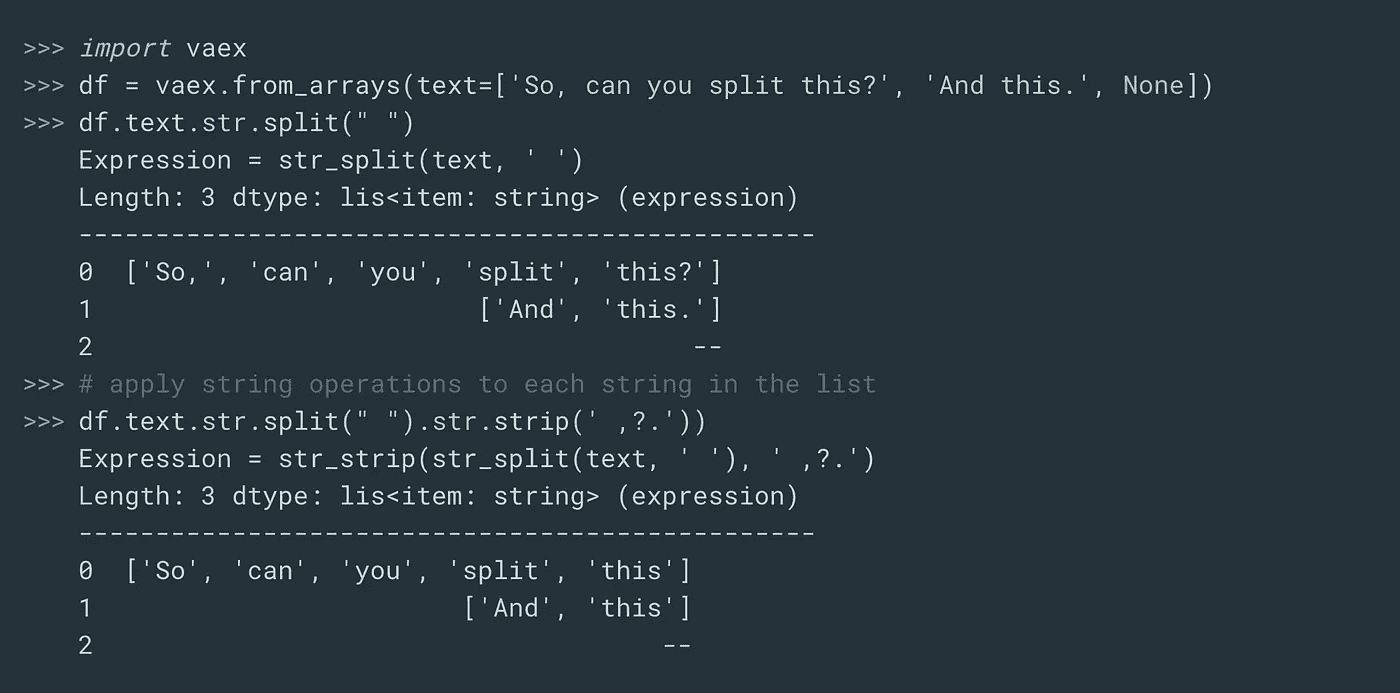 >>> import vaex
>>> df = vaex.from_arrays(text=['So, can you split this?', 'And this.', None])
>>> df.text.str.split(" ")
    Expression = str_split(text, ' ')
    Length: 3 dtype: lis<item: string> (expression)
    ------------------------------------------------
    0  ['So,', 'can', 'you', 'split', 'this?']
    1                         ['And', 'this.']
    2                                       --
>>> # apply string operations to each string in the list
>>> df.text.str.split(" ").str.strip(' ,?.'))
    Expression = str_strip(str_split(text, ' '), ' ,?.')
    Length: 3 dtype: lis<item: string> (expression)
    ------------------------------------------------
    0  ['So', 'can', 'you', 'split', 'this']
    1                        ['And', 'this']
    2                                     --